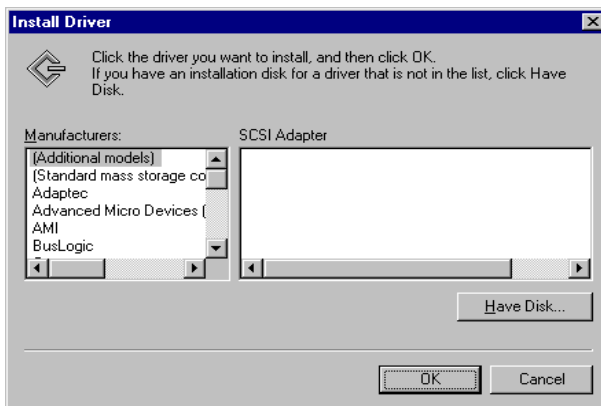 Install Driver
Click the driver you want to install, and then click OK.
If you have an installation disk for a driver that is not in the list, click Have
Disk.
Manufacturers:
SCSI Adapter
(Additional models)
(Standard mass storage co
Adaptec
Advanced Micro Devices (
AMI
BusLogic
Have Disk...
OK
Cancel